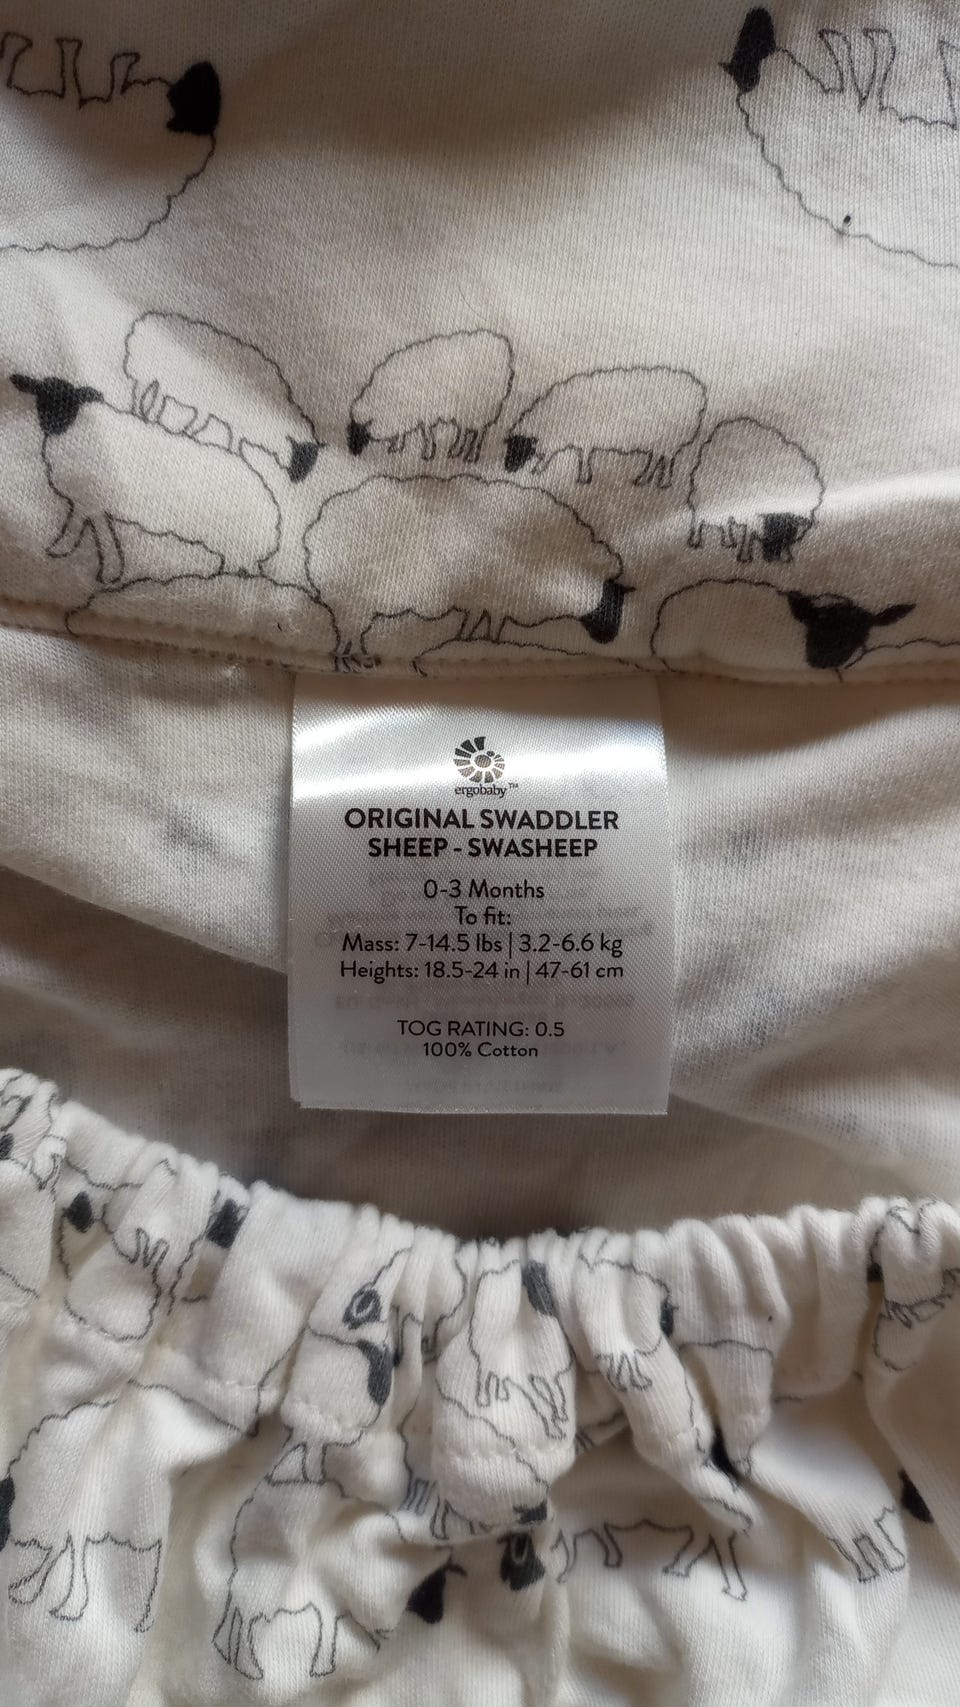 ergobaby™
ORIGINAL SWADDLER
SHEEP - SWASHEEP
0-3 Months
To fit:
Mass: 7-14.5 lbs | 3.2-6.6 kg
Heights: 18.5-24 in | 47-61 cm
TOG RATING: 0.5
100% Cotton